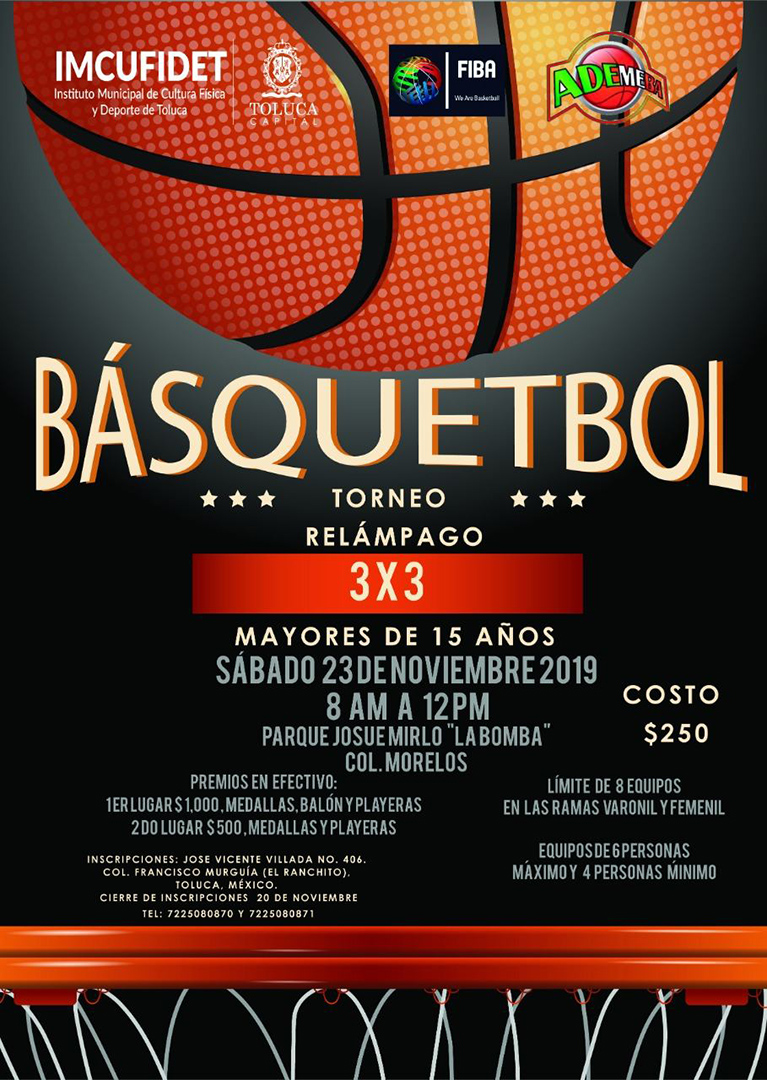 IMCUFIDET
Instituto Municipal de Cultura Física
y Deporte de Toluca
TOLUCA
CAPITAL
FIBA
We Are Basketball
ADEMEBA
BÁSQUETBOL
TORNEO
RELÁMPAGO
3X3
MAYORES DE 15 AÑOS
SÁBADO 23 DE NOVIEMBRE 2019
8 AM A 12PM
PARQUE JOSUE MIRLO "LA BOMBA"
COL. MORELOS
COSTO
$250
PREMIOS EN EFECTIVO:
1ER LUGAR $1,000, MEDALLAS, BALÓN Y PLAYERAS
2DO LUGAR $500, MEDALLAS Y PLAYERAS
LÍMITE DE 8 EQUIPOS
EN LAS RAMAS VARONIL Y FEMENIL
EQUIPOS DE 6 PERSONAS
MÁXIMO Y 4 PERSONAS MÍNIMO
INSCRIPCIONES: JOSE VICENTE VILLADA NO. 406.
COL. FRANCISCO MURGUÍA (EL RANCHITO).
TOLUCA, MÉXICO.
CIERRE DE INSCRIPCIONES 20 DE NOVIEMBRE
TEL: 7225080870 Y 7225080871